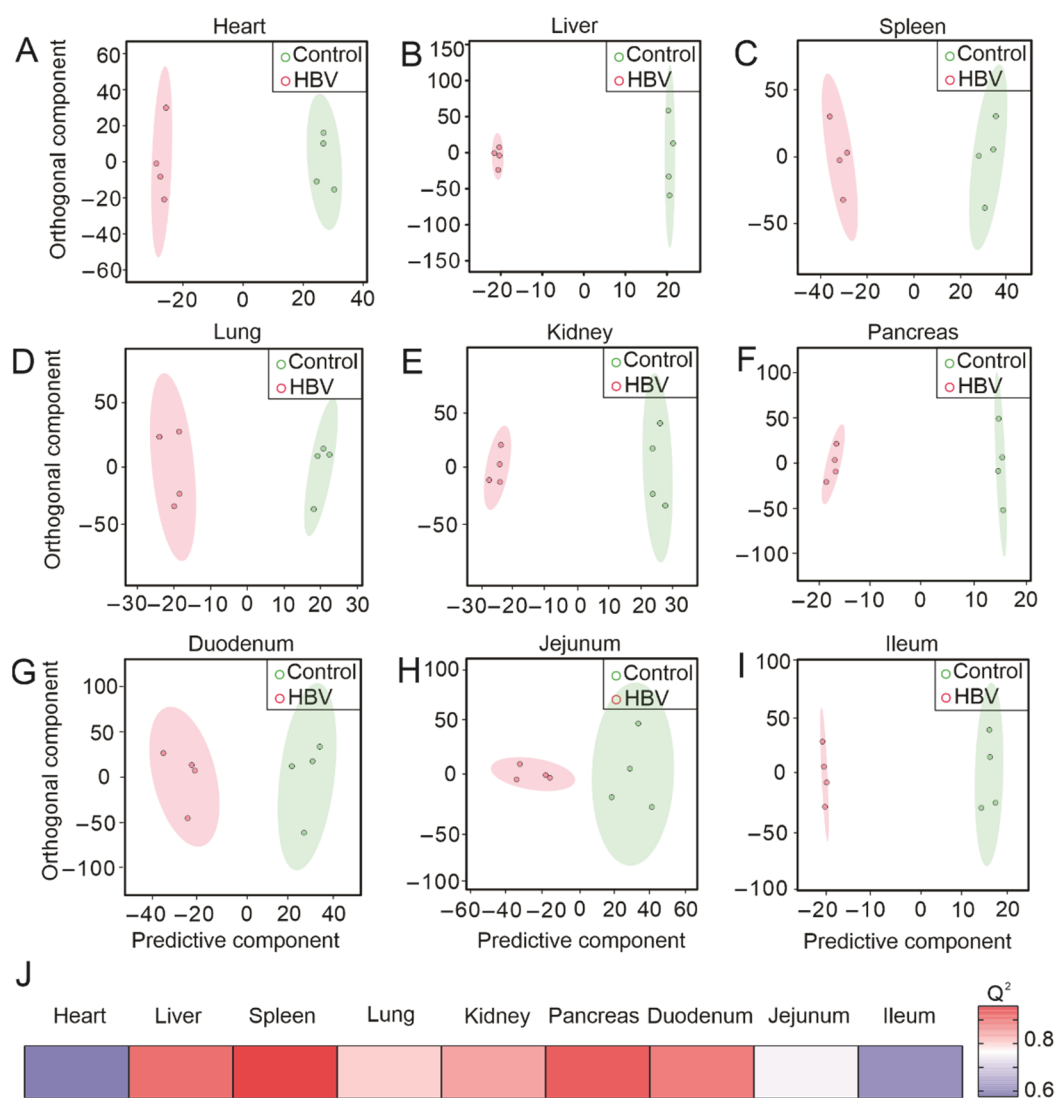 Heart
A
Orthogonal component
60
40
20
0
−20
−40
−60
Control
HBV
−20 0 20 40
Liver
B
150
100
50
0
−50
−100
−150
Control
HBV
−20 −10 0 10 20
Spleen
C
50
0
−50
Control
HBV
−40 −20 0 20 40
Lung
D
Orthogonal component
50
0
−50
Control
HBV
−30 −20 −10 0 10 20 30
Kidney
E
50
0
−50
Control
HBV
−30 −20 −10 0 10 20 30
Pancreas
F
100
50
0
−50
−100
Control
HBV
−20 −10 0 10 20
Duodenum
G
Orthogonal component
100
50
0
−50
−100
Control
HBV
−40 −20 0 20 40
Predictive component
Jejunum
H
100
50
0
−50
−100
Control
HBV
−60 −40 −20 0 20 40 60
Predictive component
Ileum
I
100
50
0
−50
−100
Control
HBV
−20 −10 0 10 20
Predictive component
J
Heart Liver Spleen Lung Kidney Pancreas Duodenum Jejunum Ileum
Q²
0.8
0.6